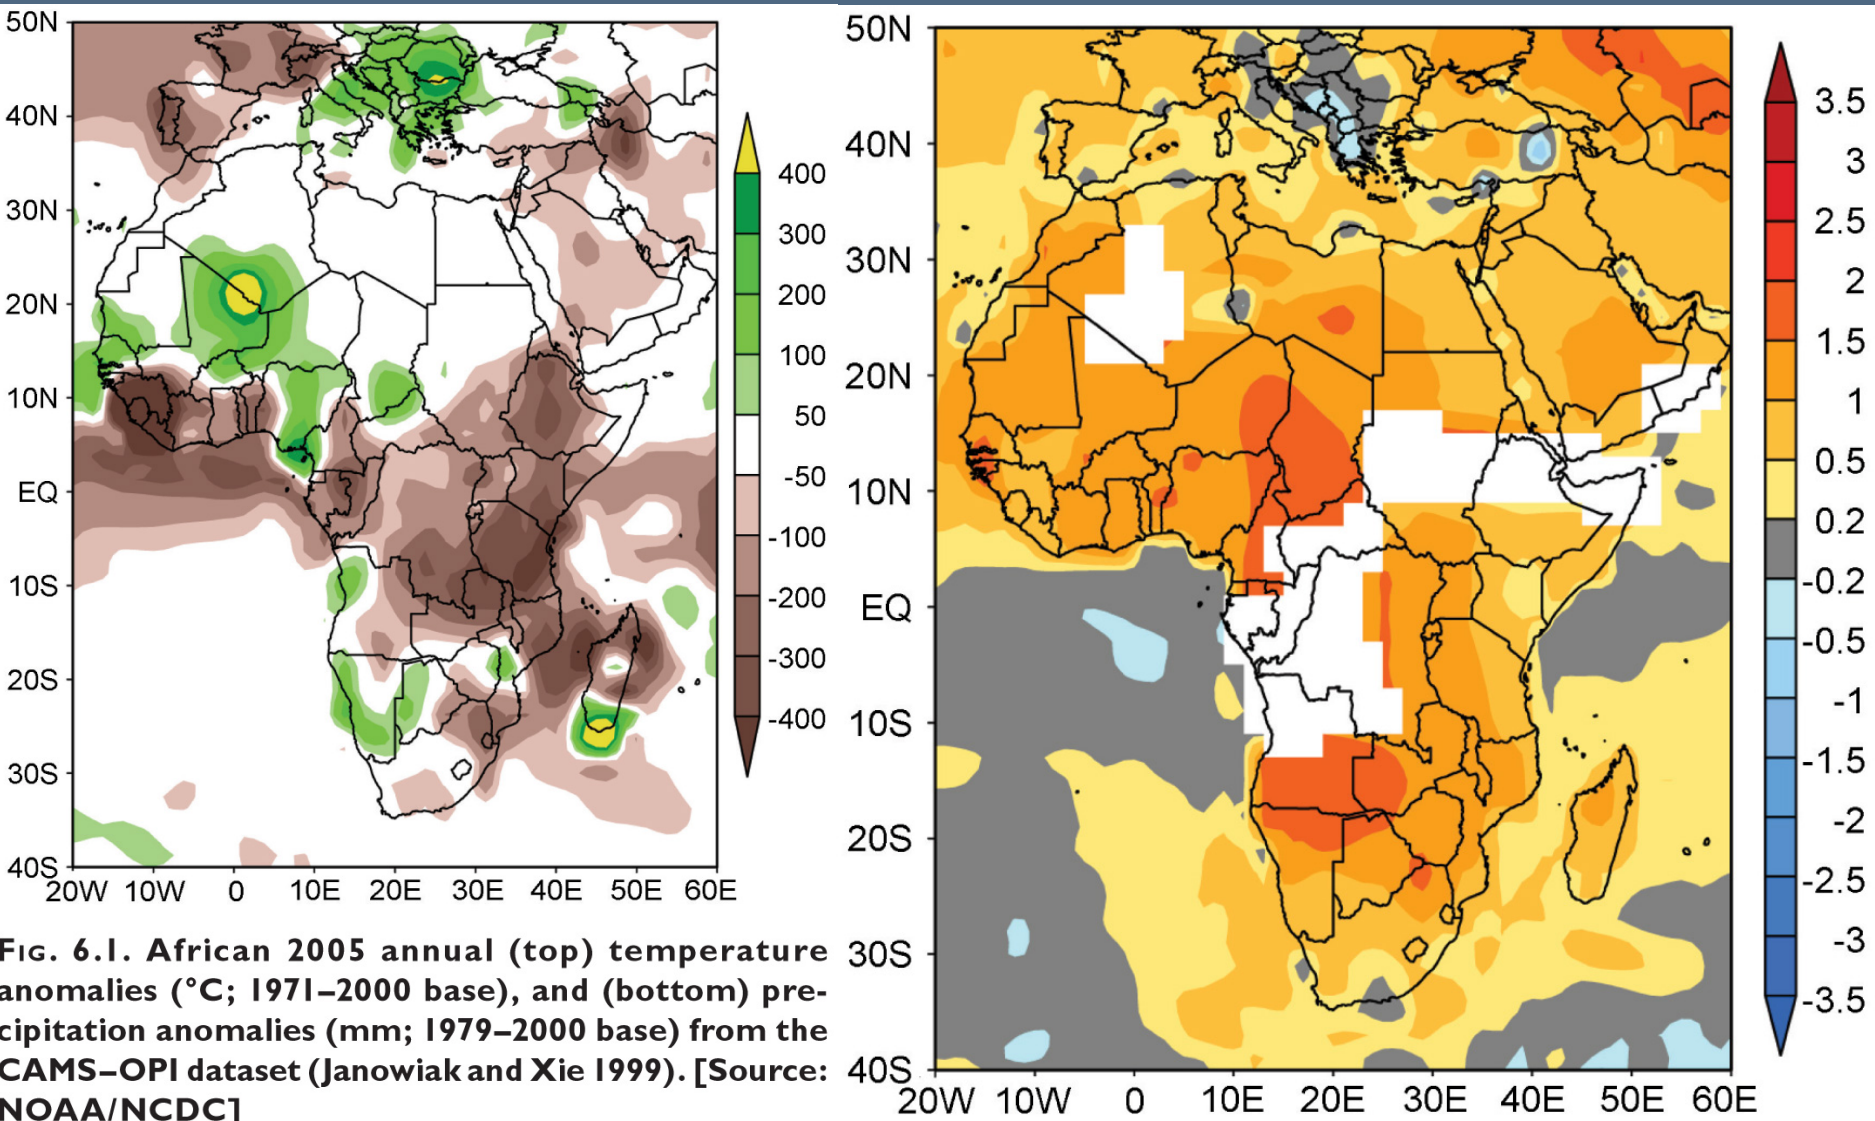 50N
40N
30N
20N
10N
EQ
10S
20S
30S
40S
20W 10W 0 10E 20E 30E 40E 50E 60E
400
300
200
100
50
-50
-100
-200
-300
-400
FIG. 6.1. African 2005 annual (top) temperature
anomalies (°C; 1971–2000 base), and (bottom) pre-
cipitation anomalies (mm; 1979–2000 base) from the
CAMS–OPI dataset (Janowiak and Xie 1999). [Source:
NOAA/NCDC]
50N
40N
30N
20N
10N
EQ
10S
20S
30S
40S
20W 10W 0 10E 20E 30E 40E 50E 60E
3.5
3
2.5
2
1.5
1
0.5
0.2
-0.2
-0.5
-1
-1.5
-2
-2.5
-3
-3.5